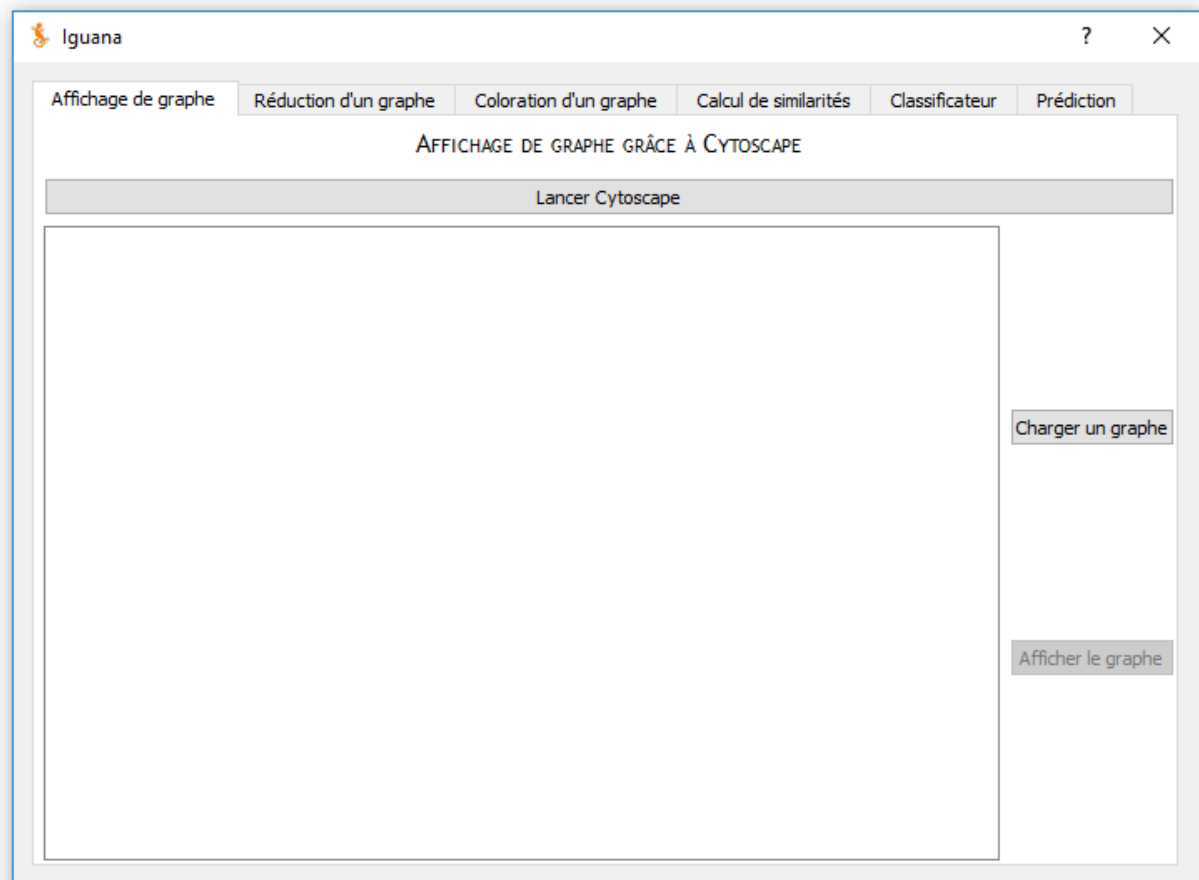 Iguana ?
Affichage de graphe Réduction d'un graphe Coloration d'un graphe Calcul de similarités Classificateur Prédiction
AFFICHAGE DE GRAPHE GRÂCE À CYTOSCAPE
Lancer Cytoscape
Charger un graphe
Afficher le graphe